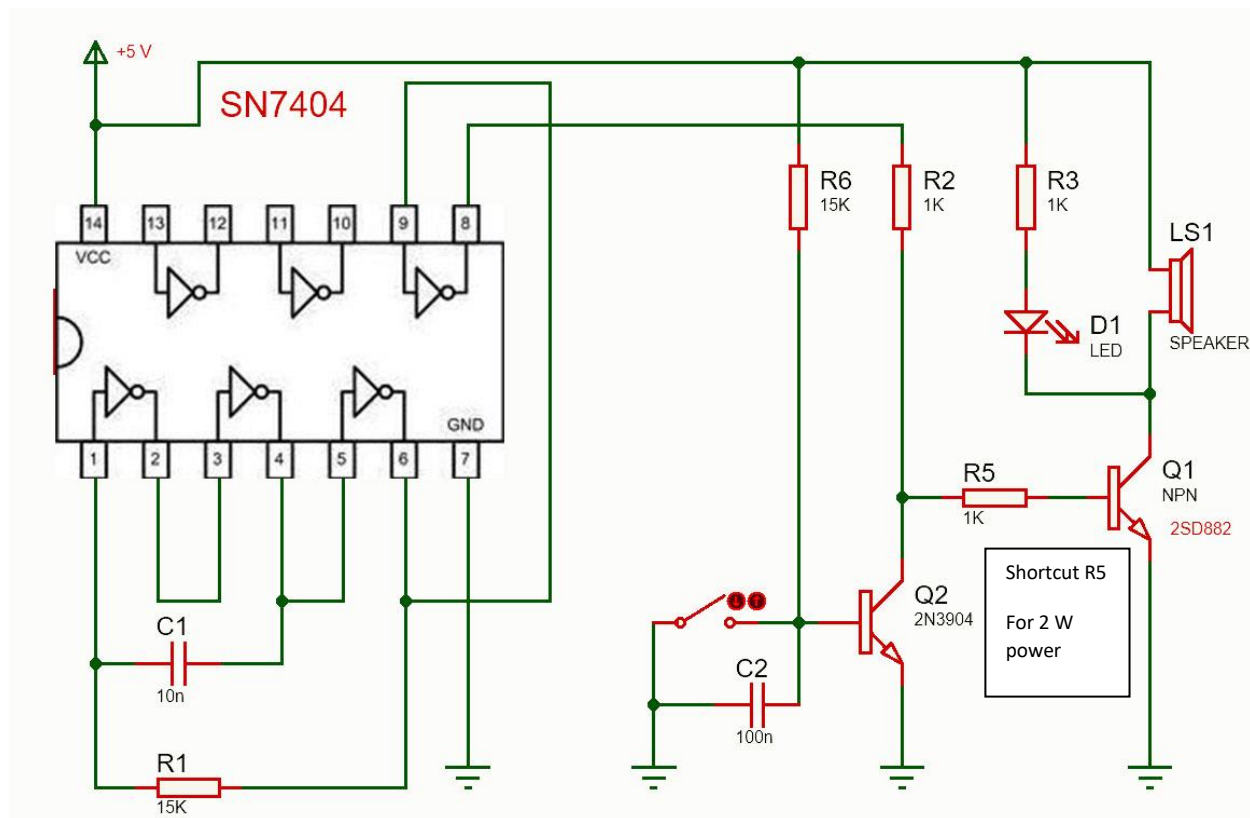 +5 V
SN7404
14 13 12 11 10 9 8
VCC
GND
1 2 3 4 5 6 7
R6
15K
R2
1K
R3
1K
LS1
SPEAKER
D1
LED
R5
1K
Q1
NPN
2SD882
Shortcut R5
For 2 W
power
Q2
2N3904
C1
10n
C2
100n
R1
15K